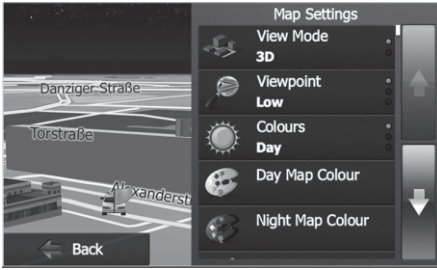 Map Settings
View Mode
3D
Viewpoint
Low
Colours
Day
Day Map Colour
Night Map Colour
Danziger Straße
Torstraße
Back